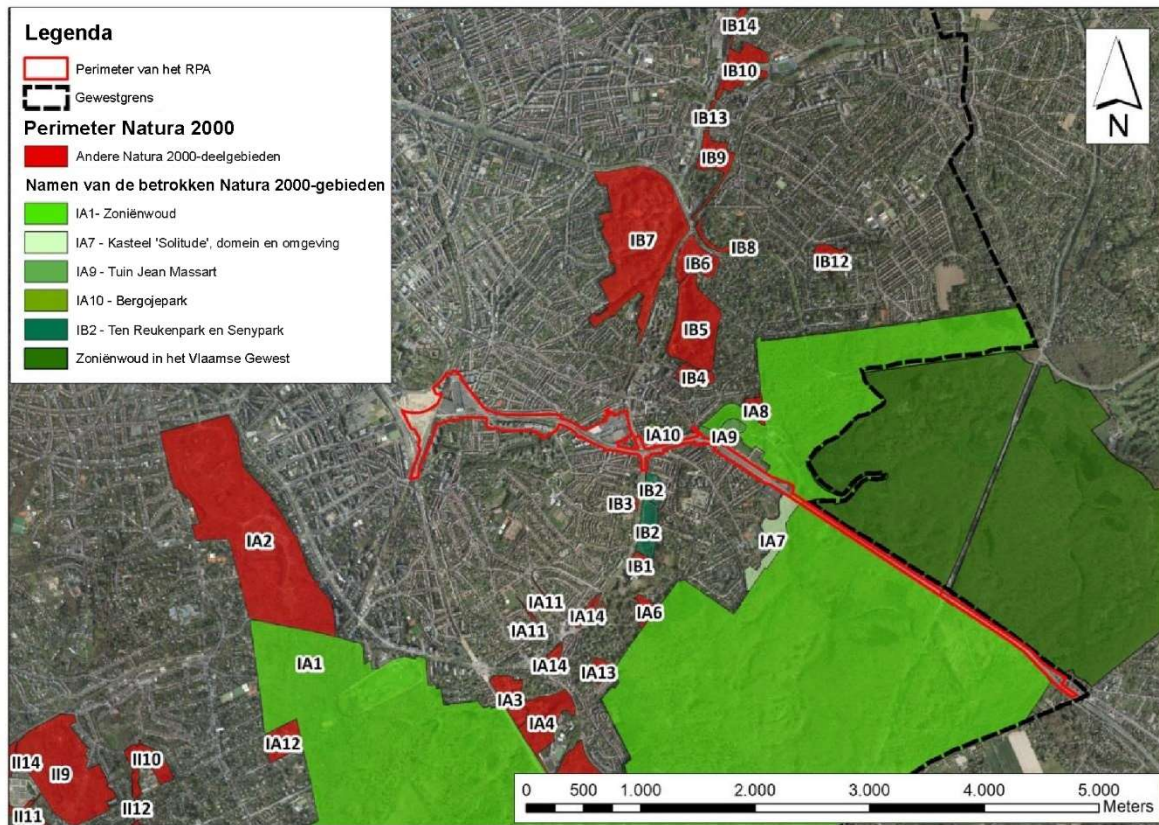 Legenda
Perimeter van het RPA
Gewestgrens
Perimeter Natura 2000
Andere Natura 2000-deelgebieden
Namen van de betrokken Natura 2000-gebieden
IA1- Zoniënwoud
IA7 - Kasteel 'Solitude', domein en omgeving
IA9 - Tuin Jean Massart
IA10 - Bergojepark
IB2 - Ten Reukenpark en Senypark
Zoniënwoud in het Vlaamse Gewest
N
IB14
IB10
IB13
IB9
IB7
IB8
IB6
IB12
IB5
IB4
IA8
IA10
IA9
IB2
IB3
IA2
IB2
IA7
IB1
IA11
IA14
IA6
IA11
IA1
IA14
IA13
IA3
IA4
IA12
II14
II9
II10
II12
II11
0 500 1.000 2.000 3.000 4.000 5.000
Meters